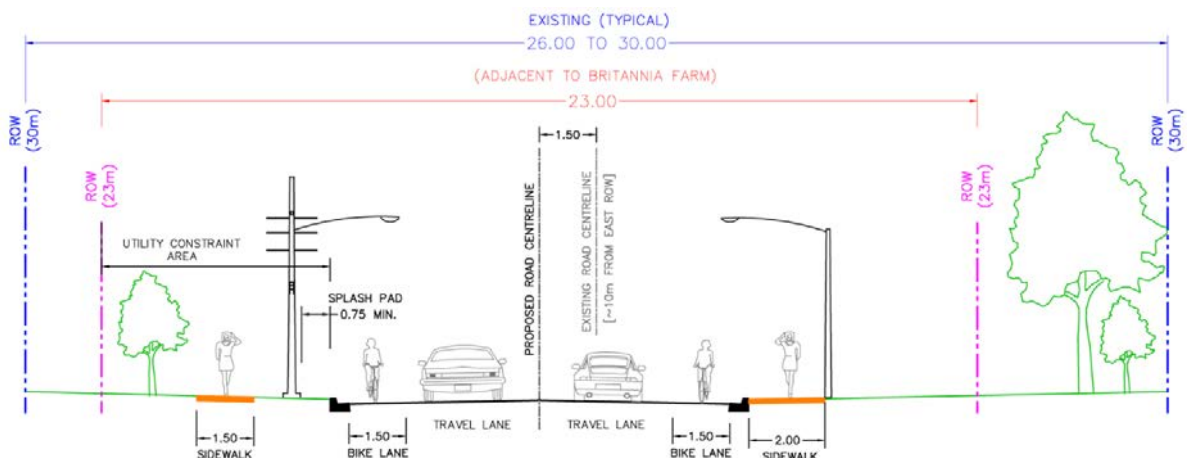 EXISTING (TYPICAL)
26.00 TO 30.00
(ADJACENT TO BRITANNIA FARM)
23.00
ROW
(30m)
ROW
(23m)
1.50
ROW
(23m)
ROW
(30m)
UTILITY CONSTRAINT
AREA
SPLASH PAD
0.75 MIN.
PROPOSED ROAD CENTRELINE
EXISTING ROAD CENTRELINE
[~10m FROM EAST ROW]
1.50
SIDEWALK
1.50
BIKE LANE
TRAVEL LANE
TRAVEL LANE
1.50
BIKE LANE
2.00
SIDEWALK